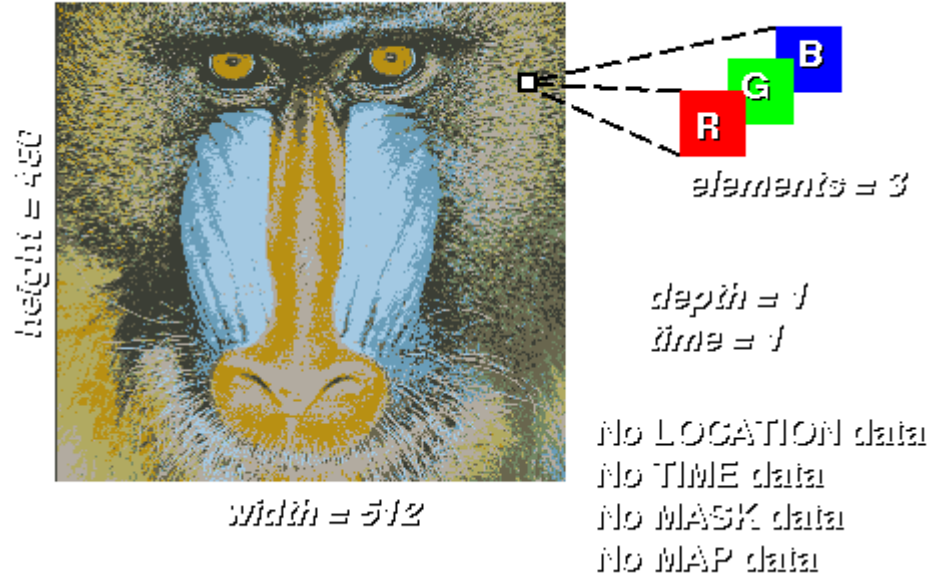 B
G
R
elements = 3
height = 480
depth = 1
time = 1
No LOCATION data
No TIME data
width = 512
No MASK data
No MAP data